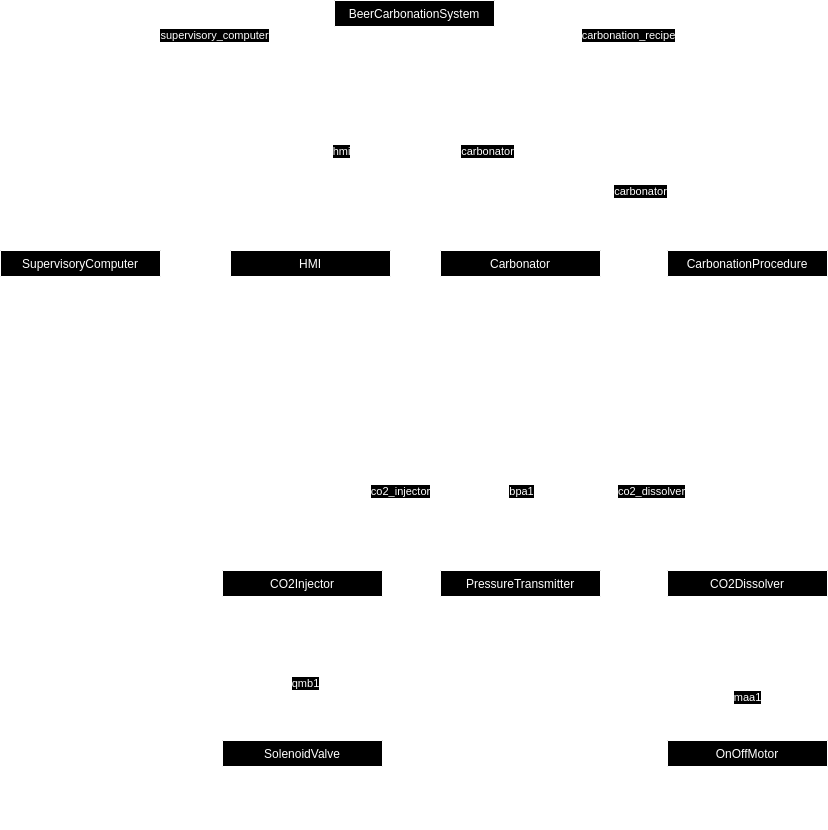 BeerCarbonationSystem
supervisory_computer
carbonation_recipe
hmi
carbonator
carbonator
SupervisoryComputer
HMI
Carbonator
CarbonationProcedure
co2_injector
bpa1
co2_dissolver
CO2Injector
PressureTransmitter
CO2Dissolver
qmb1
maa1
SolenoidValve
OnOffMotor